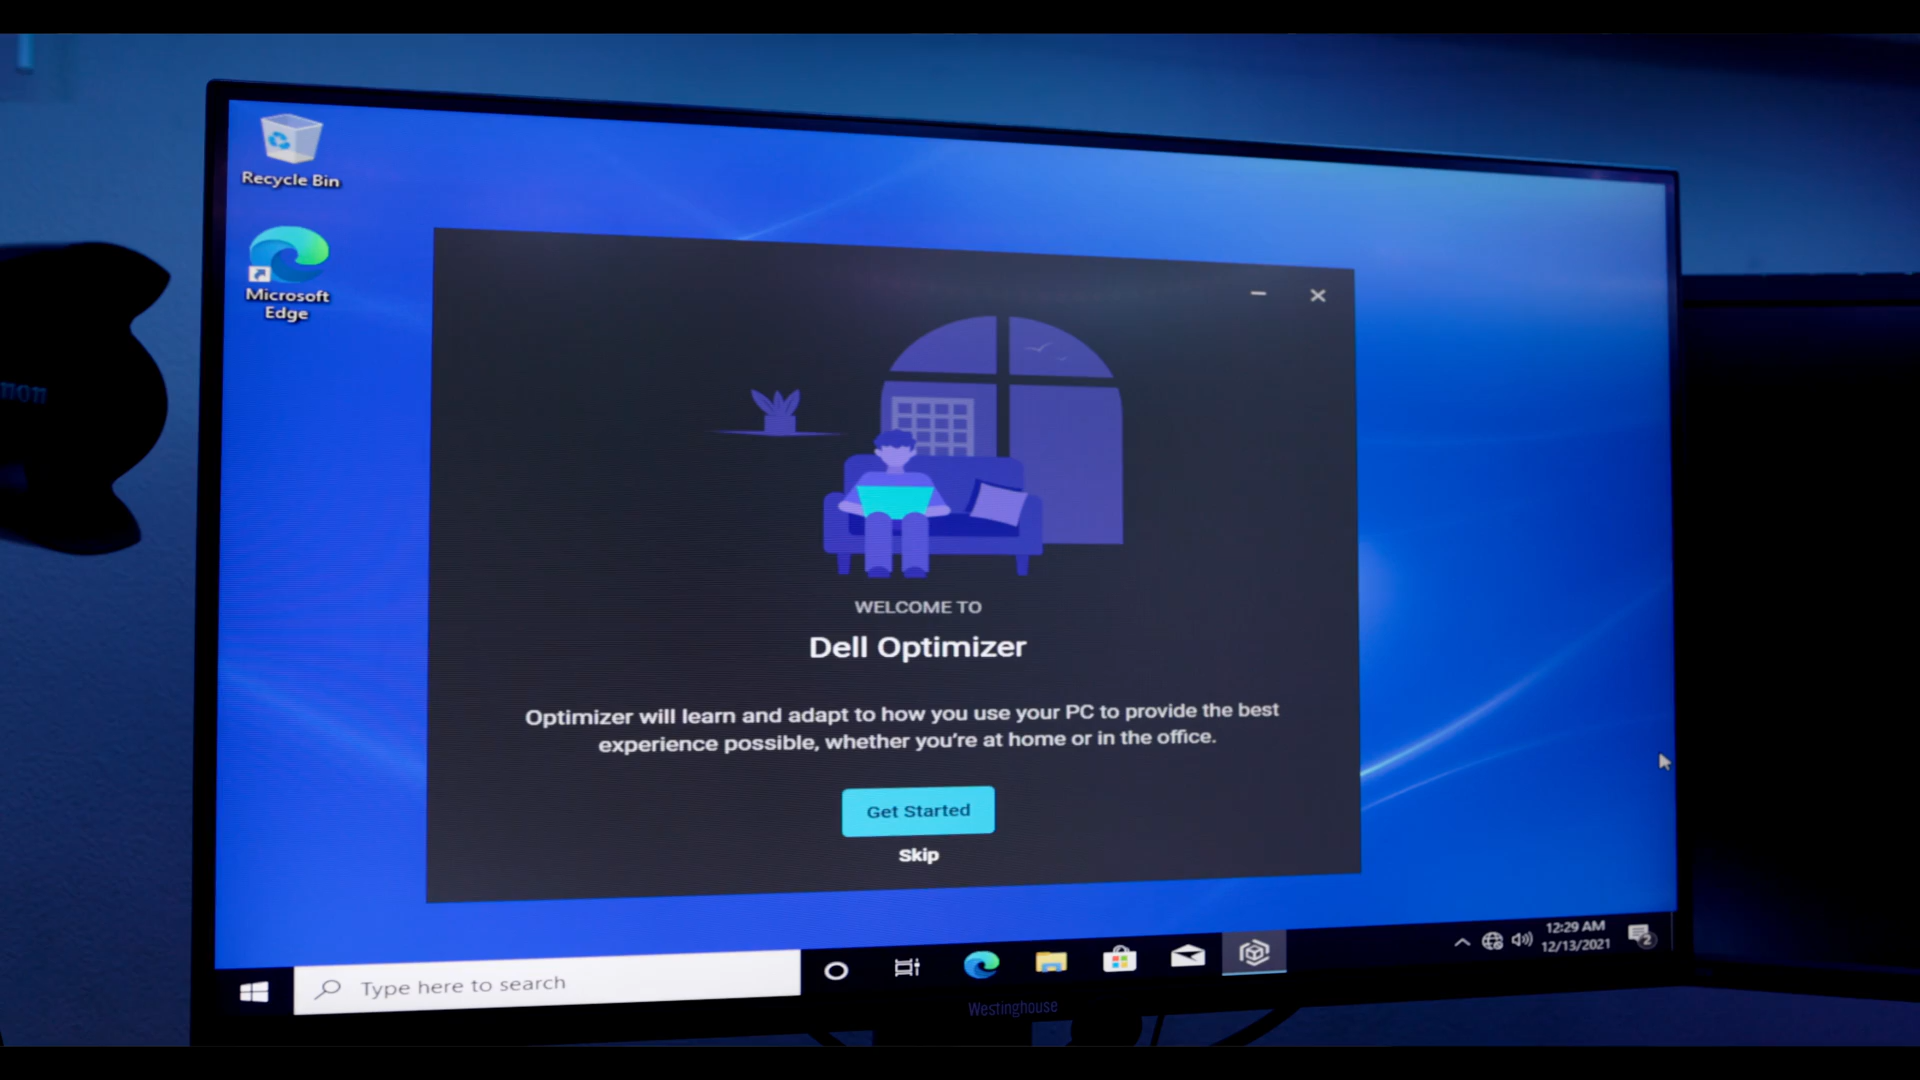 Recycle Bin
Microsoft
Edge
non
WELCOME TO
Dell Optimizer
Optimizer will learn and adapt to how you use your PC to provide the best
experience possible, whether you're at home or in the office.
Get Started
Skip
Type here to search
12:29 AM
12/13/2021
2
Westinghouse